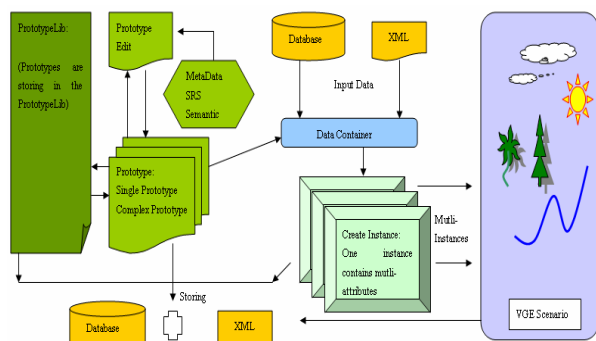 PrototypeLib:
(Prototypes are
storing in the
PrototypeLib)
Prototype
Edit
MetaData
SRS
Semantic
Database
XML
Input Data
Data Container
Prototype:
Single Prototype
Complex Prototype
Create Instance:
One instance
contains mutli-
attributes
Mutli-
Instances
Storing
Database
XML
VGE Scenario